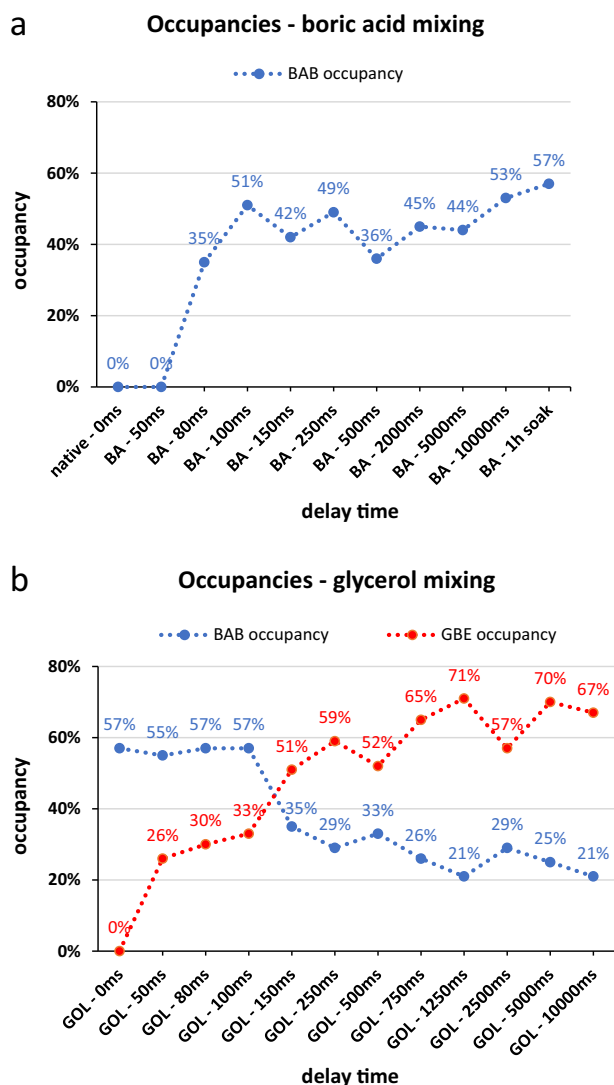 a
Occupancies - boric acid mixing
BAB occupancy
80%
60%
40%
20%
0%
occupancy
0%
0%
35%
51%
42%
49%
36%
45%
44%
53%
57%
native - 0ms
BA - 50ms
BA - 80ms
BA - 100ms
BA - 150ms
BA - 250ms
BA - 500ms
BA - 2000ms
BA - 5000ms
BA - 10000ms
BA - 1h soak
delay time
b
Occupancies - glycerol mixing
BAB occupancy
GBE occupancy
80%
60%
40%
20%
0%
occupancy
57%
55%
57%
57%
35%
29%
33%
26%
21%
29%
25%
21%
0%
26%
30%
33%
51%
59%
52%
65%
71%
57%
70%
67%
GOL - 0ms
GOL - 50ms
GOL - 80ms
GOL - 100ms
GOL - 150ms
GOL - 250ms
GOL - 500ms
GOL - 750ms
GOL - 1250ms
GOL - 2500ms
GOL - 5000ms
GOL - 10000ms
delay time